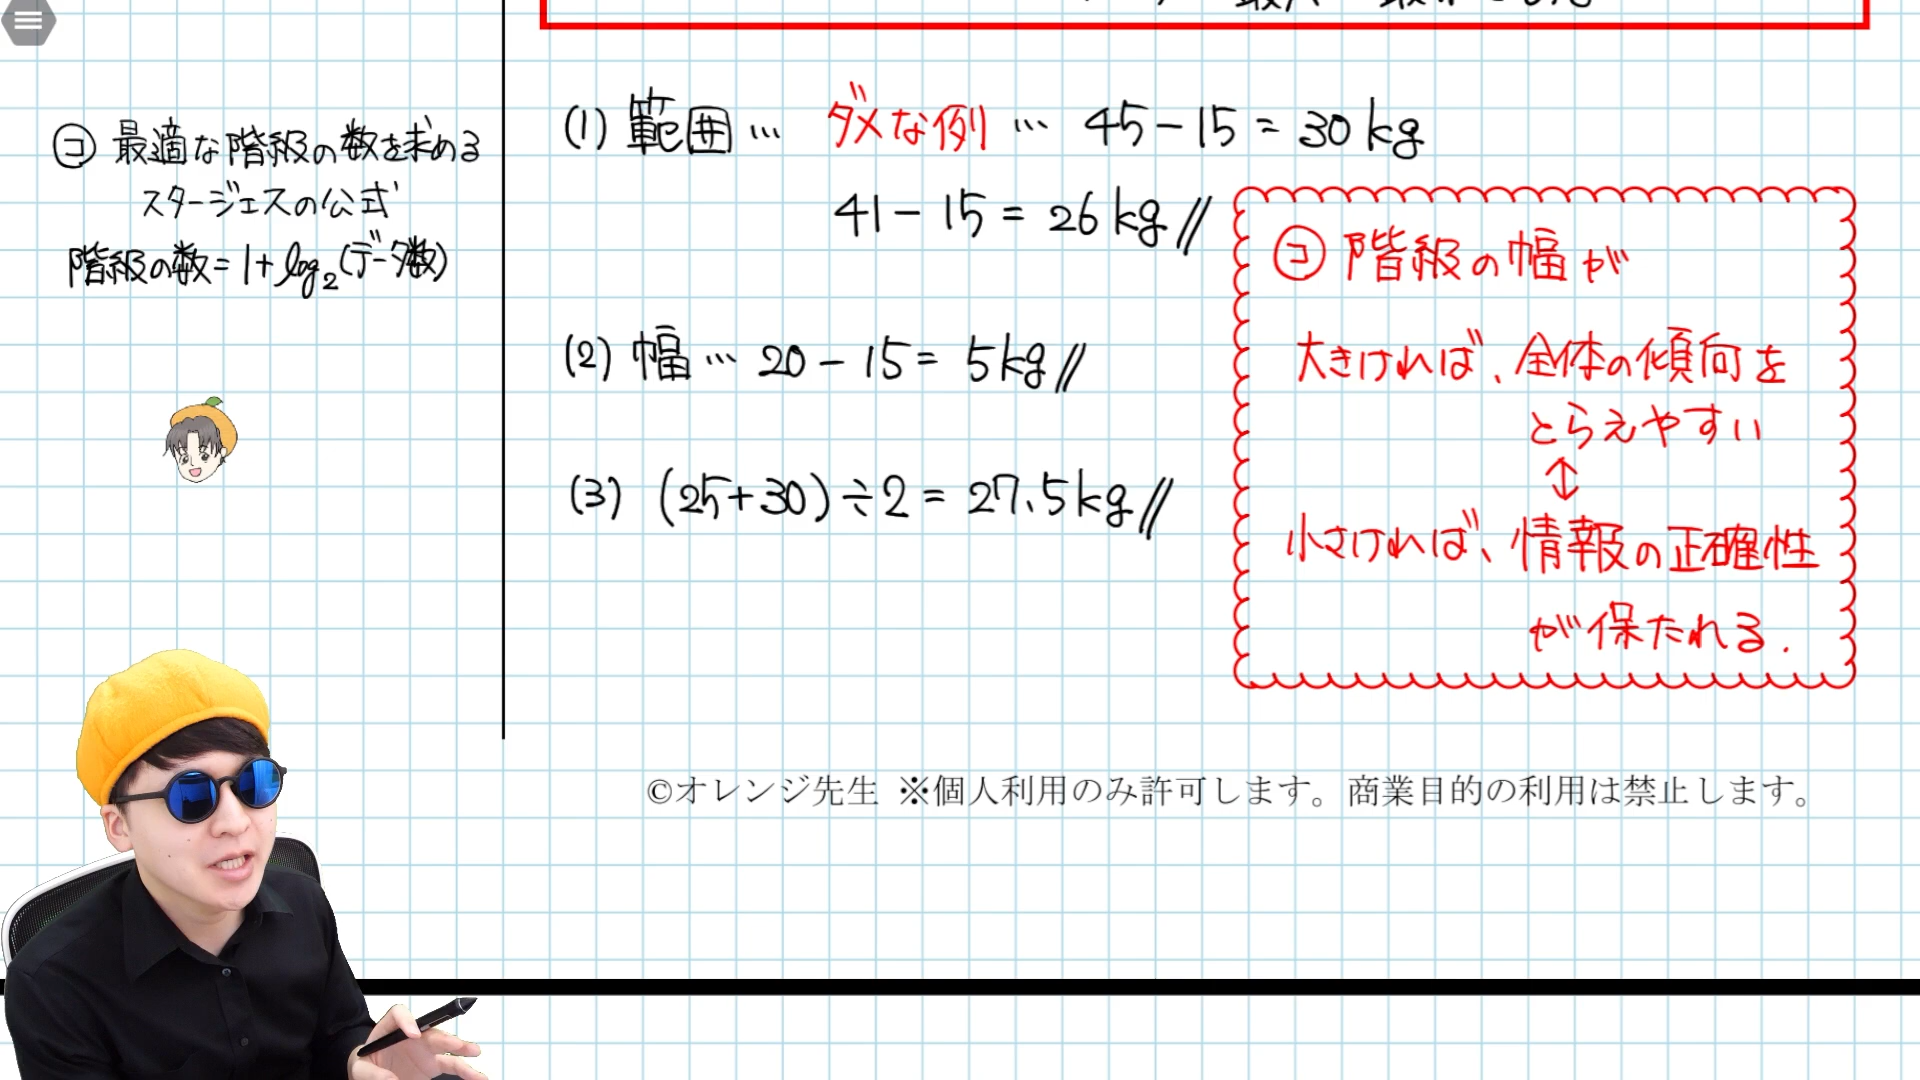 ㋙ 最適な階級の数を求める
スタージェスの公式
階級の数=1+log₂(データ数)
(1) 範囲… ダメな例 … 45-15=30kg
41-15=26kg//
(2) 幅… 20-15=5kg//
(3) (25+30)÷2=27.5kg//
㋙ 階級の幅が
大きければ、全体の傾向を
とらえやすい
↕
小さければ、情報の正確性
が保たれる.
©オレンジ先生 ※個人利用のみ許可します。商業目的の利用は禁止します。